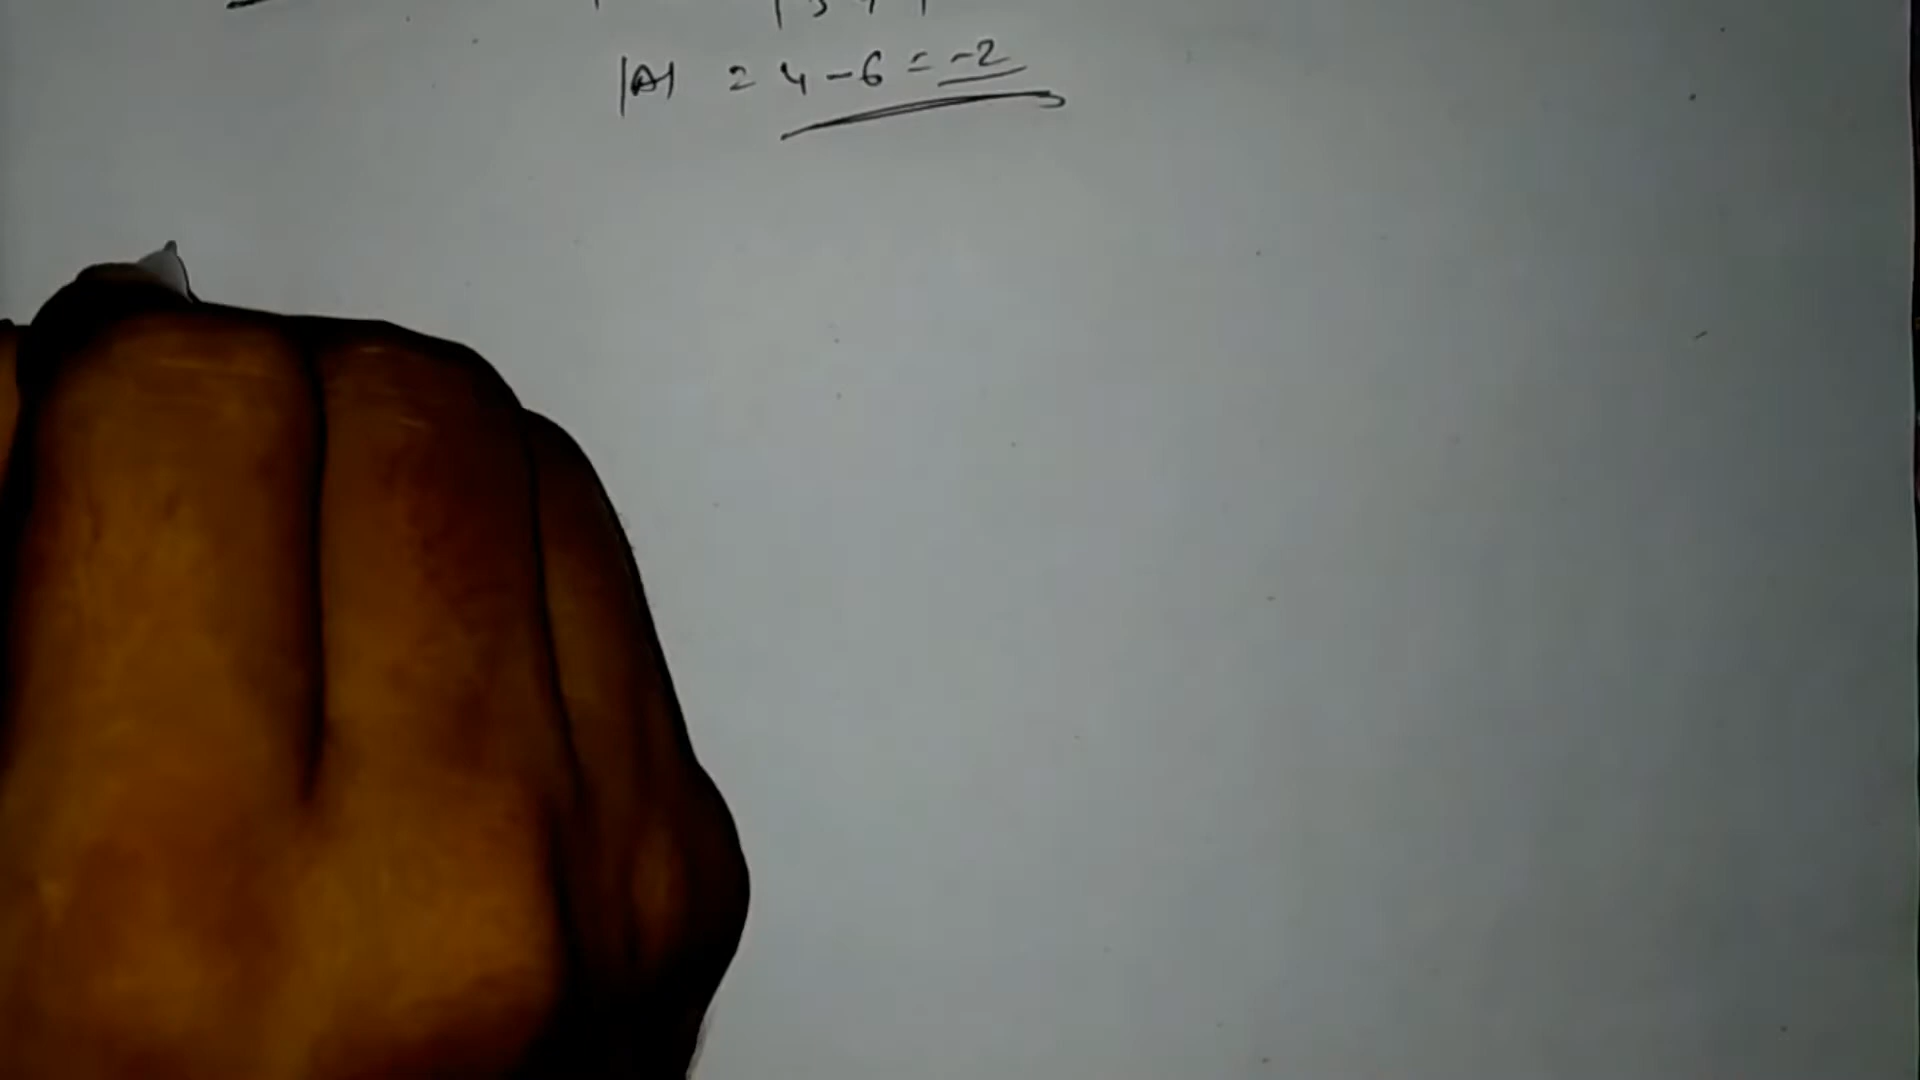 |A| = 4 - 6 = -2